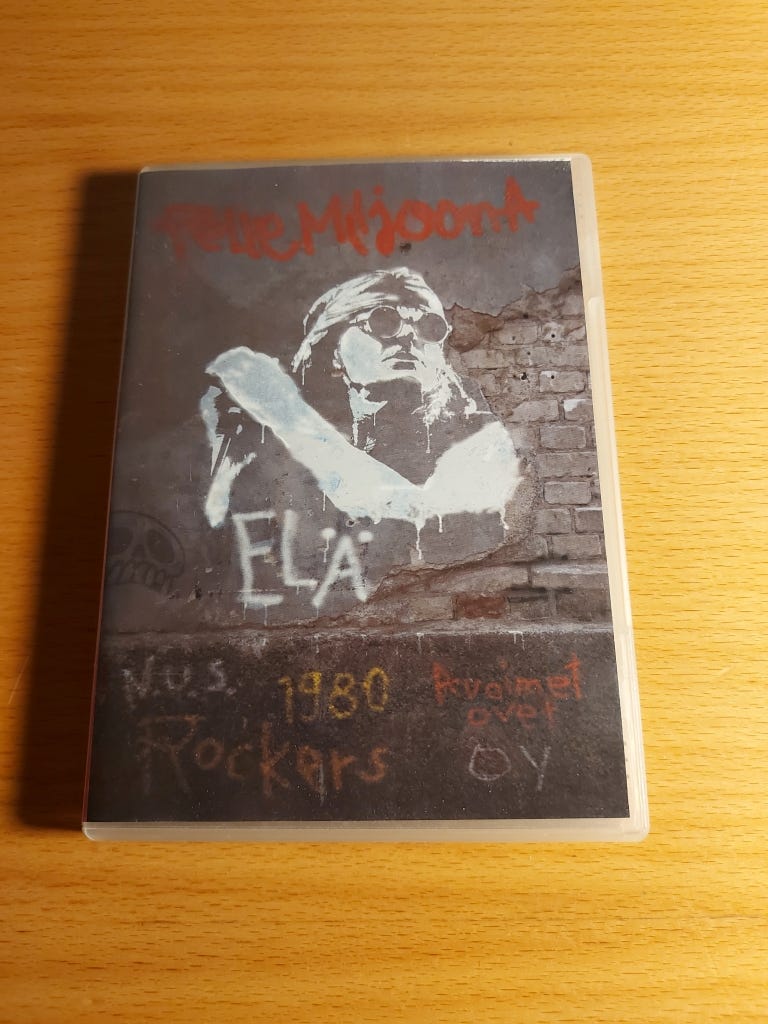 Pelle MiljoonA
ELÄ
N.U.S. 1980 Avoimet
ovet
Rockers OY